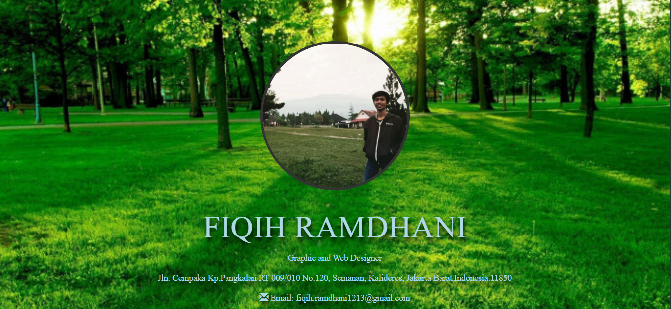 FIQIH RAMDHANI
Graphic and Web Designer
Jln. Cempaka Kp.Pangkalan RT 009/010 No.120, Semanan, Kalideres, Jakarta Barat.Indonesia.11850
Email: fiqih.ramdhani1213@gmail.com